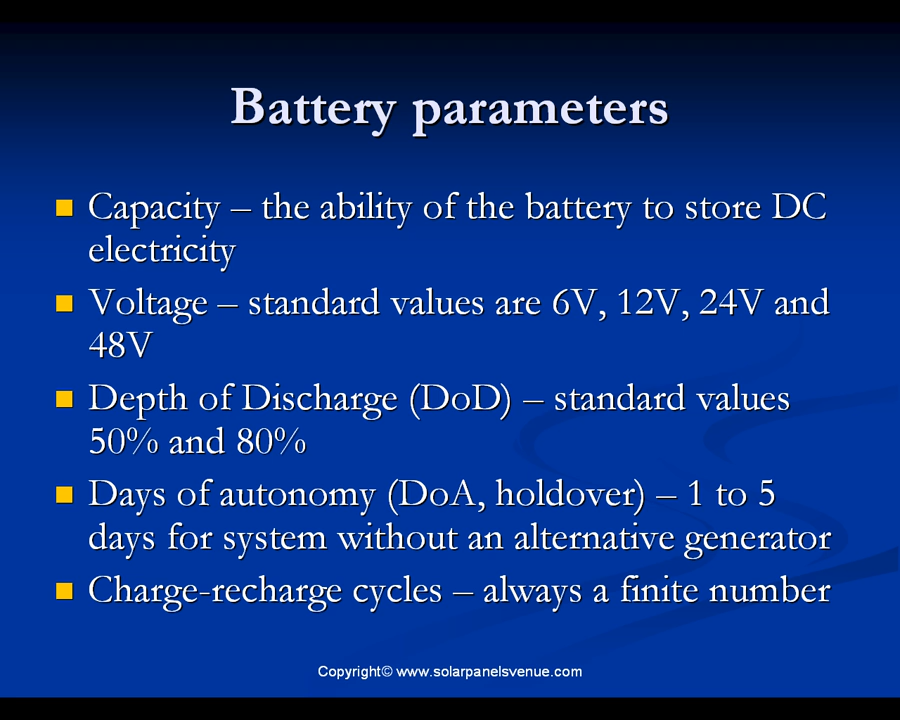 Battery parameters
Capacity – the ability of the battery to store DC
electricity
Voltage – standard values are 6V, 12V, 24V and
48V
Depth of Discharge (DoD) – standard values
50% and 80%
Days of autonomy (DoA, holdover) – 1 to 5
days for system without an alternative generator
Charge-recharge cycles – always a finite number
Copyright© www.solarpanelsvenue.com